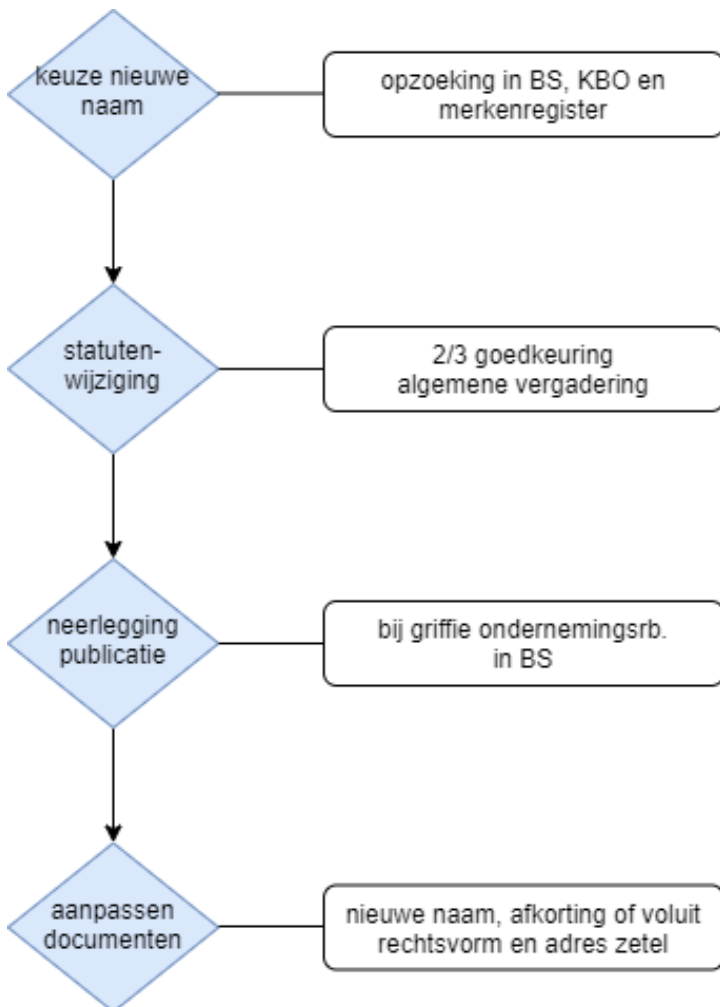 keuze nieuwe
naam
opzoeking in BS, KBO en
merkenregister
statuten-
wijziging
2/3 goedkeuring
algemene vergadering
neerlegging
publicatie
bij griffie ondernemingsrb.
in BS
aanpassen
documenten
nieuwe naam, afkorting of voluit
rechtsvorm en adres zetel